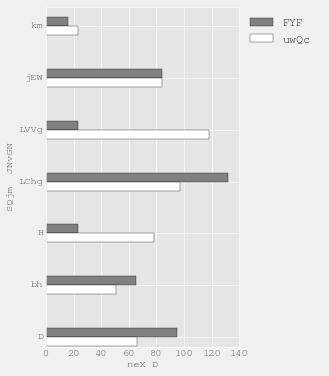 FYF
uwQc
km
jEW
LVVg
LChg
H
bh
D
SQjm JNvGN
0 20 40 60 80 100 120 140
neX D